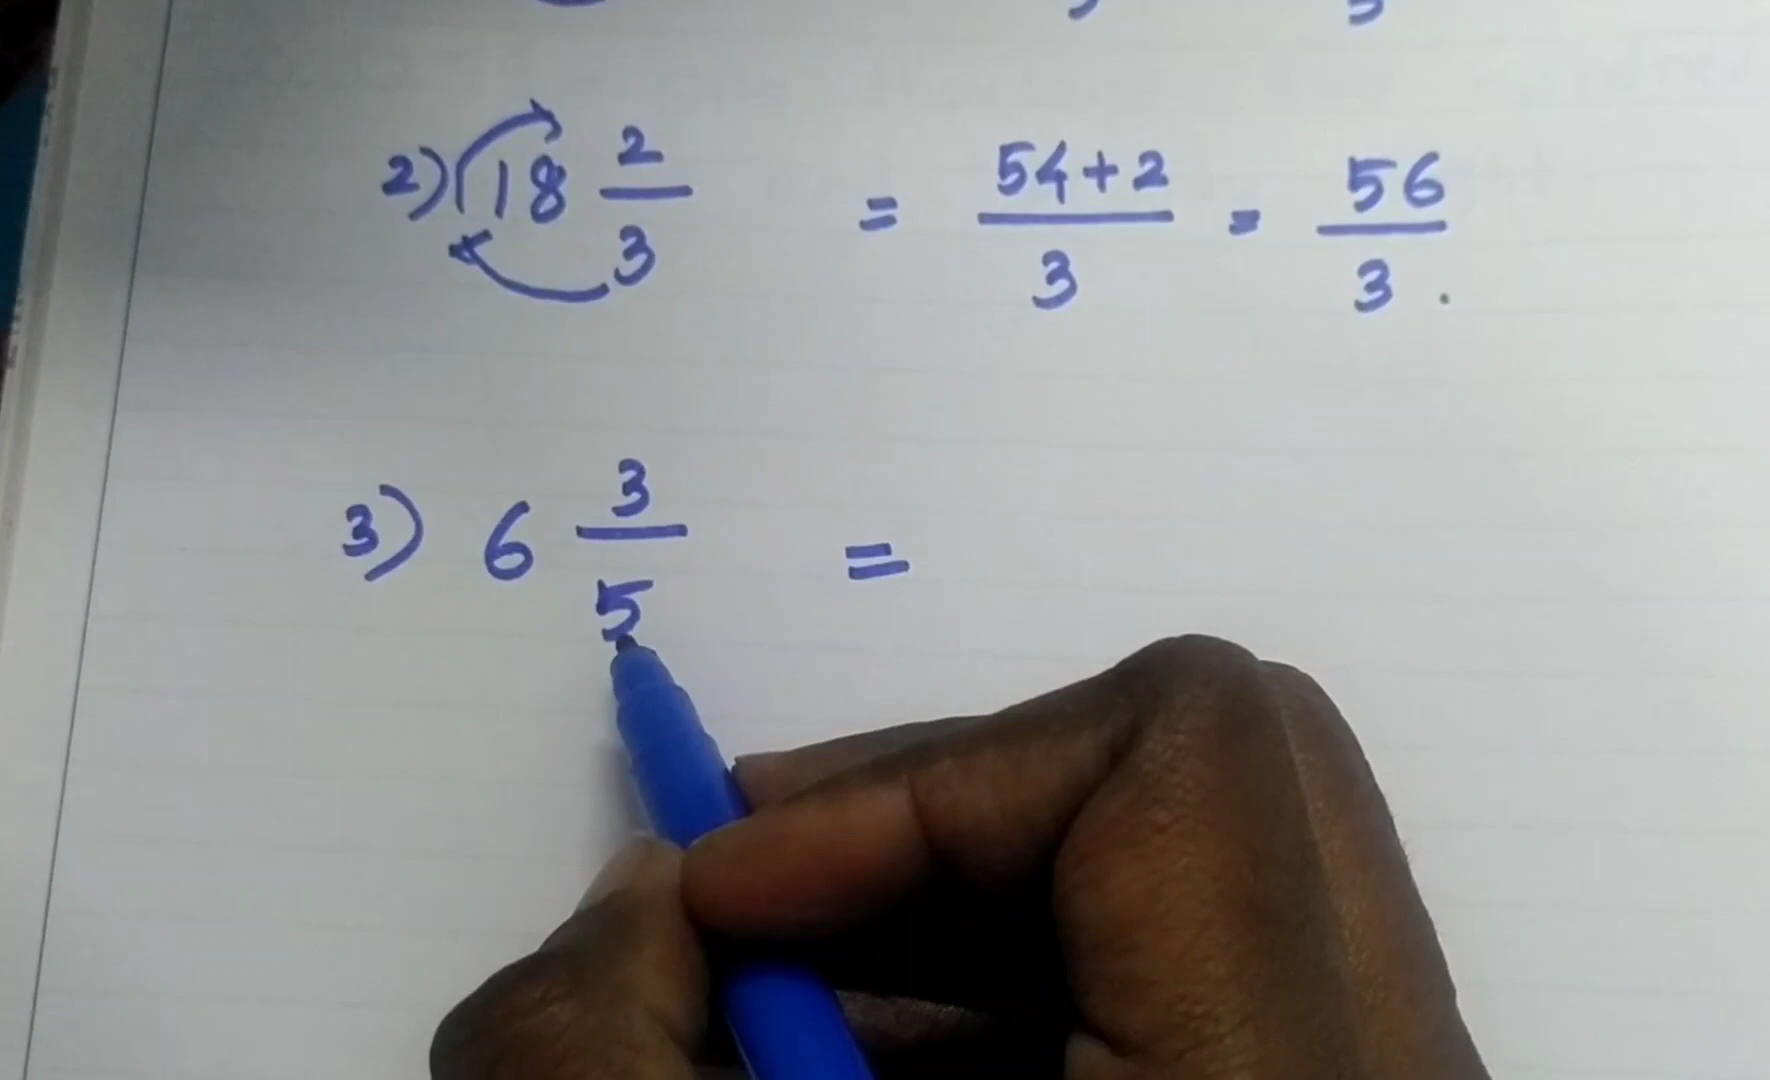 2) 18 2/3 = 54+2/3 = 56/3.
3) 6 3/5 =